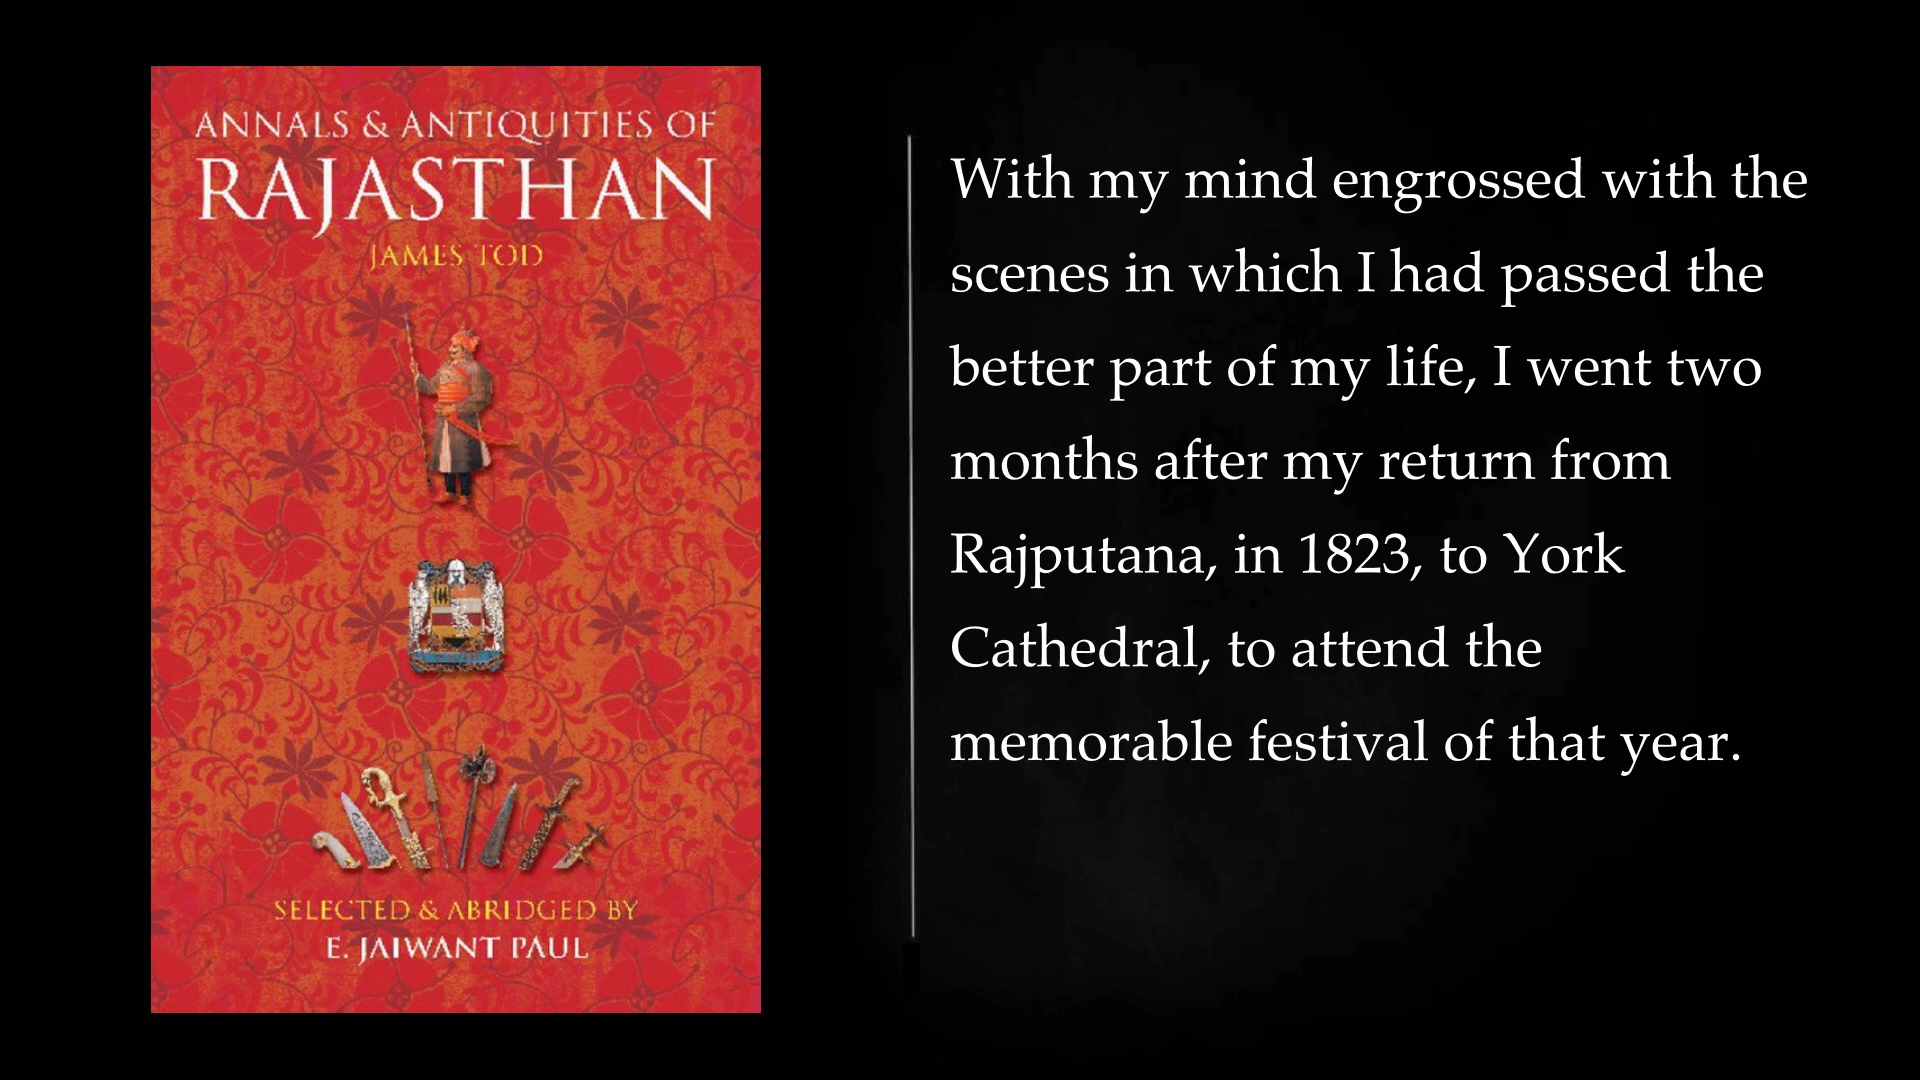 ANNALS & ANTIQUITIES OF
RAJASTHAN
JAMES TOD
SELECTED & ABRIDGED BY
E. JAIWANT PAUL
With my mind engrossed with the
scenes in which I had passed the
better part of my life, I went two
months after my return from
Rajputana, in 1823, to York
Cathedral, to attend the
memorable festival of that year.